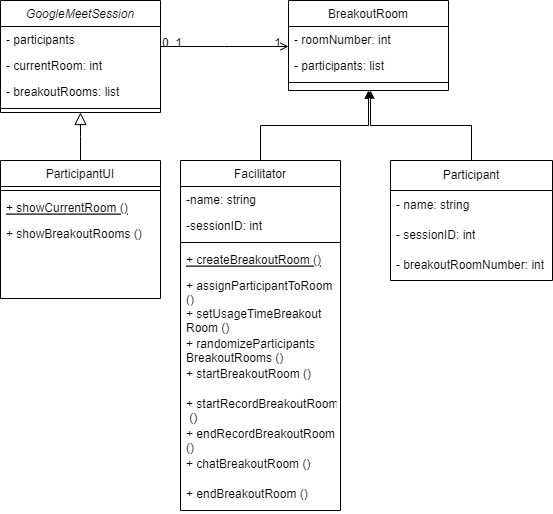 GoogleMeetSession
- participants
- currentRoom: int
- breakoutRooms: list
0..1
1
BreakoutRoom
- roomNumber: int
- participants: list
ParticipantUI
+ showCurrentRoom ()
+ showBreakoutRooms ()
Facilitator
-name: string
-sessionID: int
+ createBreakoutRoom ()
+ assignParticipantToRoom
()
+ setUsageTimeBreakout
Room ()
+ randomizeParticipants
BreakoutRooms ()
+ startBreakoutRoom ()
+ startRecordBreakoutRoom
()
+ endRecordBreakoutRoom
()
+ chatBreakoutRoom ()
+ endBreakoutRoom ()
Participant
- name: string
- sessionID: int
- breakoutRoomNumber: int